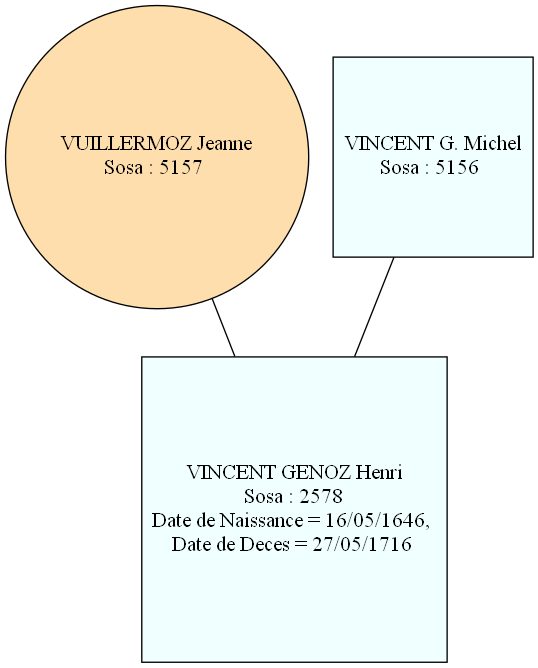 VUILLERMOZ Jeanne
Sosa : 5157
VINCENT G. Michel
Sosa : 5156
VINCENT GENOZ Henri
Sosa : 2578
Date de Naissance = 16/05/1646,
Date de Deces = 27/05/1716